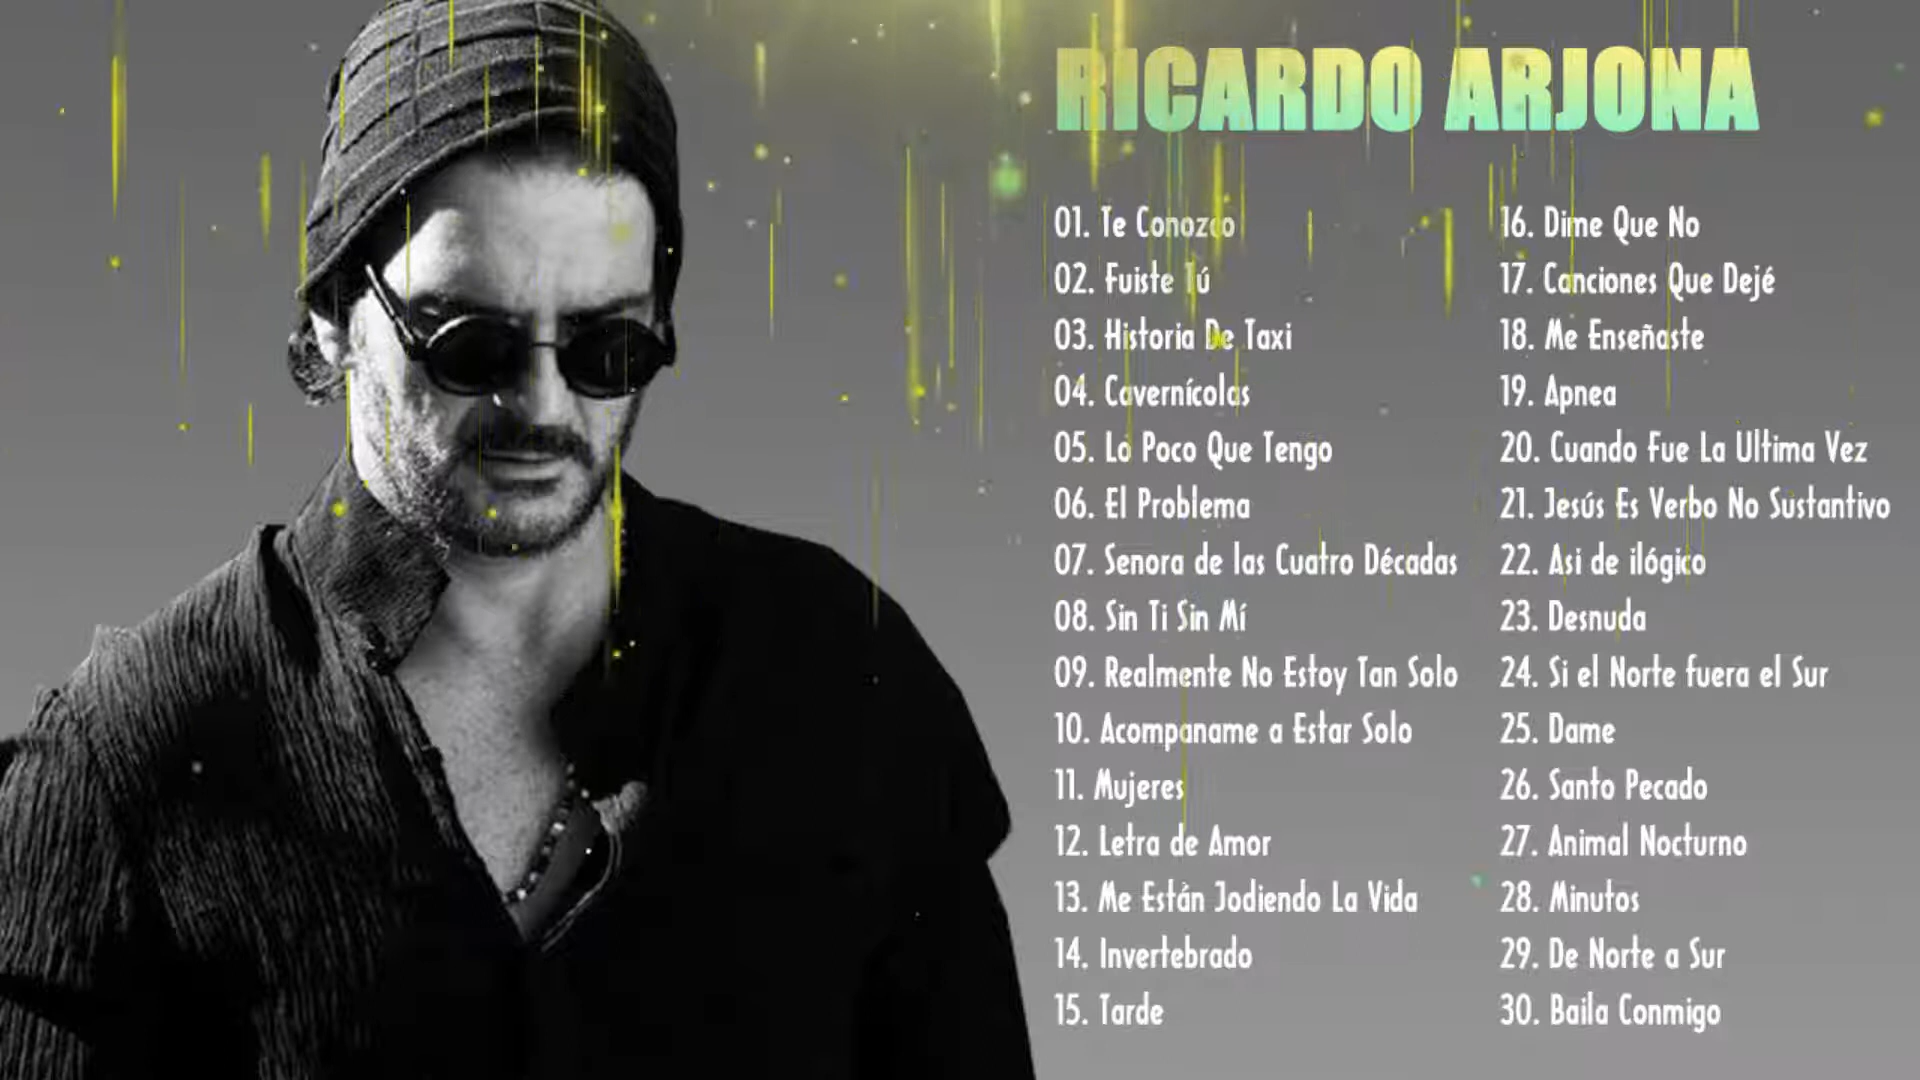 RICARDO ARJONA
01. Te Conozco
02. Fuiste Tú
03. Historia De Taxi
04. Cavernícolas
05. Lo Poco Que Tengo
06. El Problema
07. Senora de las Cuatro Décadas
08. Sin Ti Sin Mí
09. Realmente No Estoy Tan Solo
10. Acompaname a Estar Solo
11. Mujeres
12. Letra de Amor
13. Me Están Jodiendo La Vida
14. Invertebrado
15. Tarde
16. Dime Que No
17. Canciones Que Dejé
18. Me Enseñaste
19. Apnea
20. Cuando Fue La Ultima Vez
21. Jesús Es Verbo No Sustantivo
22. Asi de ilógico
23. Desnuda
24. Si el Norte fuera el Sur
25. Dame
26. Santo Pecado
27. Animal Nocturno
28. Minutos
29. De Norte a Sur
30. Baila Conmigo